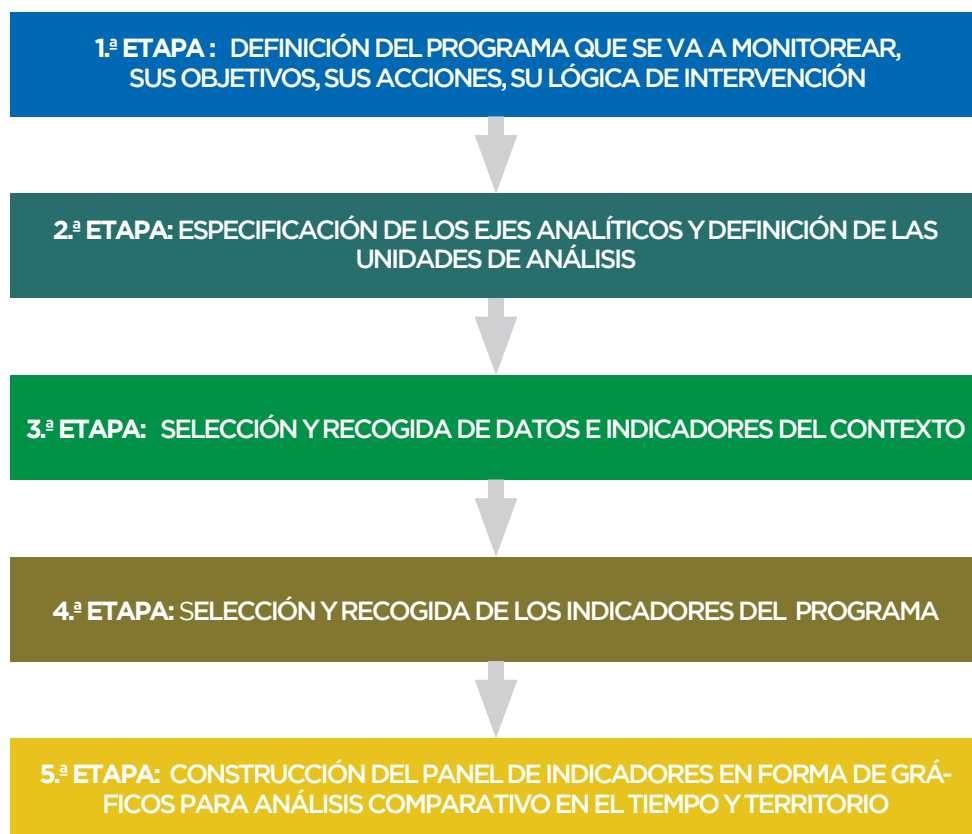 1.ª ETAPA : DEFINICIÓN DEL PROGRAMA QUE SE VA A MONITOREAR,
SUS OBJETIVOS, SUS ACCIONES, SU LÓGICA DE INTERVENCIÓN
2.ª ETAPA: ESPECIFICACIÓN DE LOS EJES ANALÍTICOS Y DEFINICIÓN DE LAS
UNIDADES DE ANÁLISIS
3.ª ETAPA: SELECCIÓN Y RECOGIDA DE DATOS E INDICADORES DEL CONTEXTO
4.ª ETAPA: SELECCIÓN Y RECOGIDA DE LOS INDICADORES DEL PROGRAMA
5.ª ETAPA: CONSTRUCCIÓN DEL PANEL DE INDICADORES EN FORMA DE GRÁ-
FICOS PARA ANÁLISIS COMPARATIVO EN EL TIEMPO Y TERRITORIO